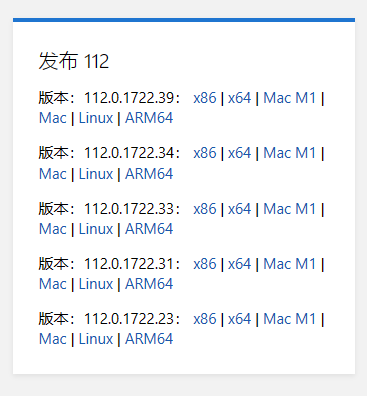 发布 112
版本：112.0.1722.39： x86 | x64 | Mac M1 |
Mac | Linux | ARM64
版本：112.0.1722.34： x86 | x64 | Mac M1 |
Mac | Linux | ARM64
版本：112.0.1722.33： x86 | x64 | Mac M1 |
Mac | Linux | ARM64
版本：112.0.1722.31： x86 | x64 | Mac M1 |
Mac | Linux | ARM64
版本：112.0.1722.23： x86 | x64 | Mac M1 |
Mac | Linux | ARM64